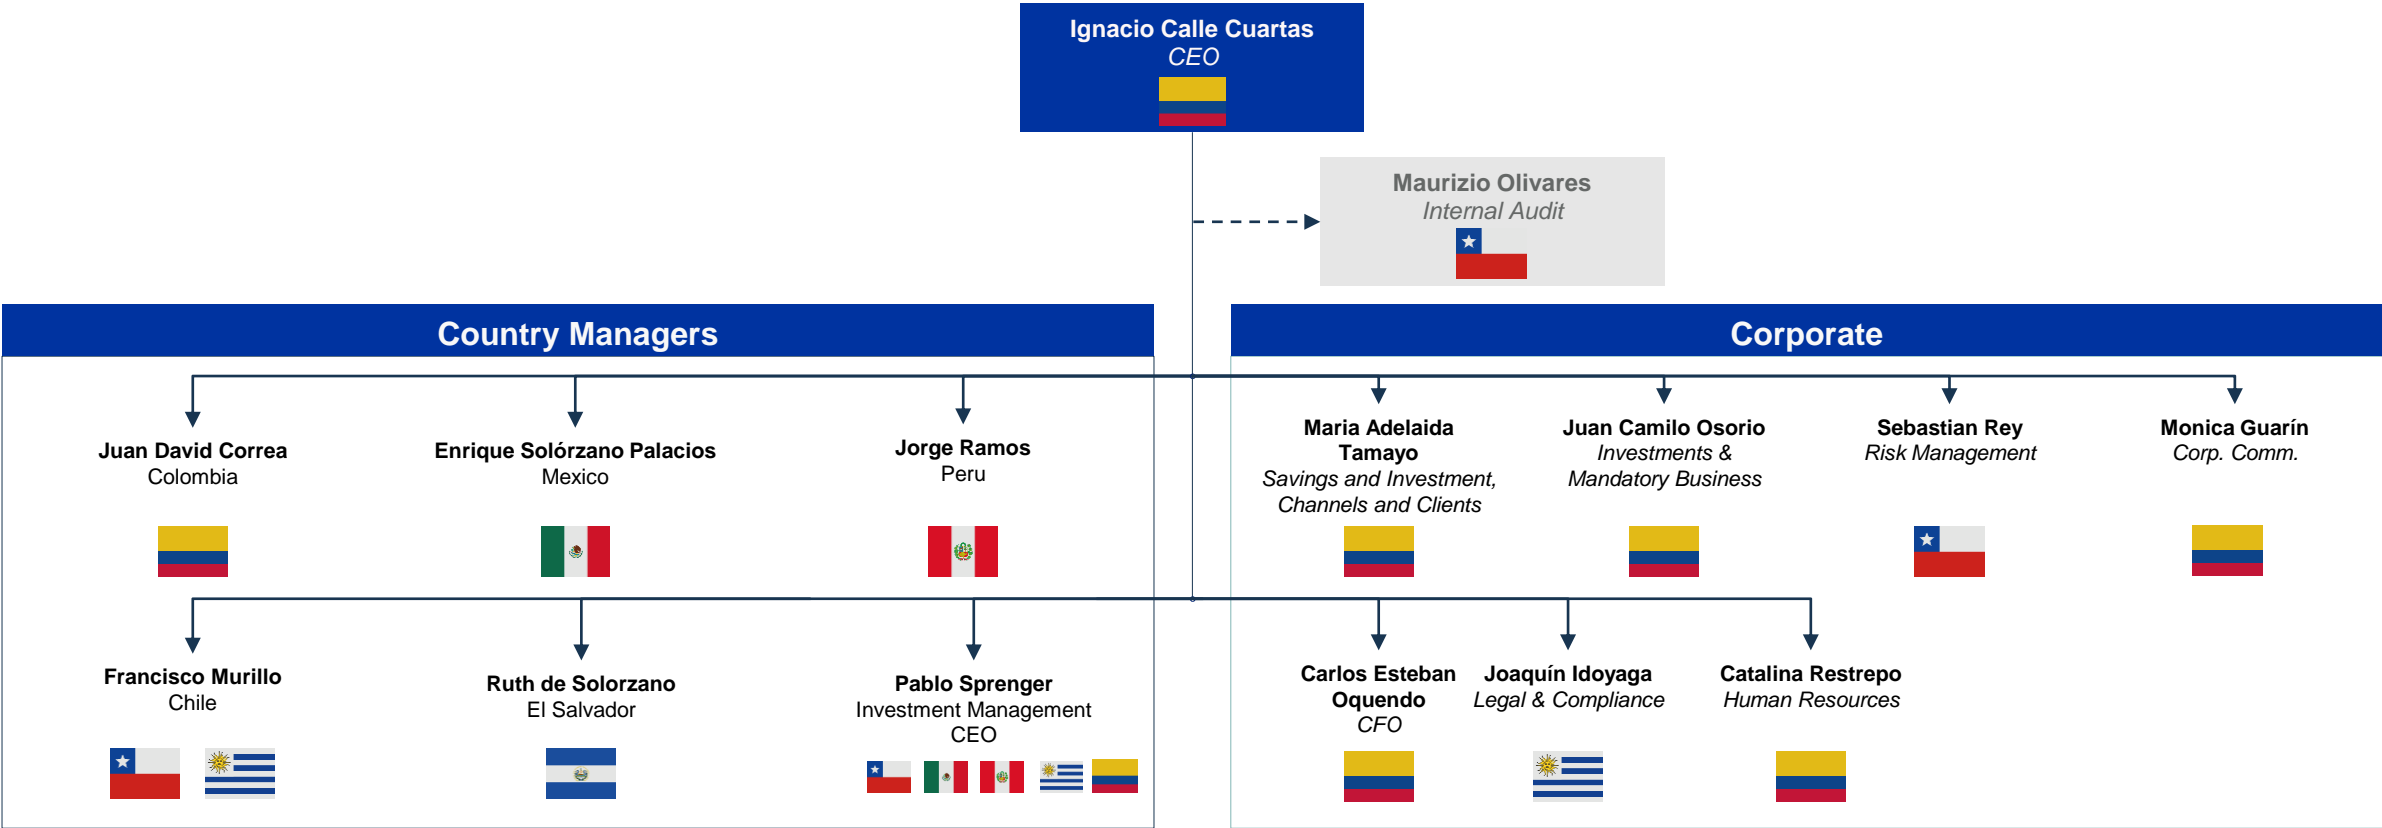 Ignacio Calle Cuartas
CEO
Maurizio Olivares
Internal Audit
Country Managers
Juan David Correa
Colombia
Enrique Solórzano Palacios
Mexico
Jorge Ramos
Peru
Francisco Murillo
Chile
Ruth de Solorzano
El Salvador
Pablo Sprenger
Investment Management
CEO
Corporate
Maria Adelaida
Tamayo
Savings and Investment,
Channels and Clients
Juan Camilo Osorio
Investments &
Mandatory Business
Sebastian Rey
Risk Management
Monica Guarín
Corp. Comm.
Carlos Esteban
Oquendo
CFO
Joaquín Idoyaga
Legal & Compliance
Catalina Restrepo
Human Resources